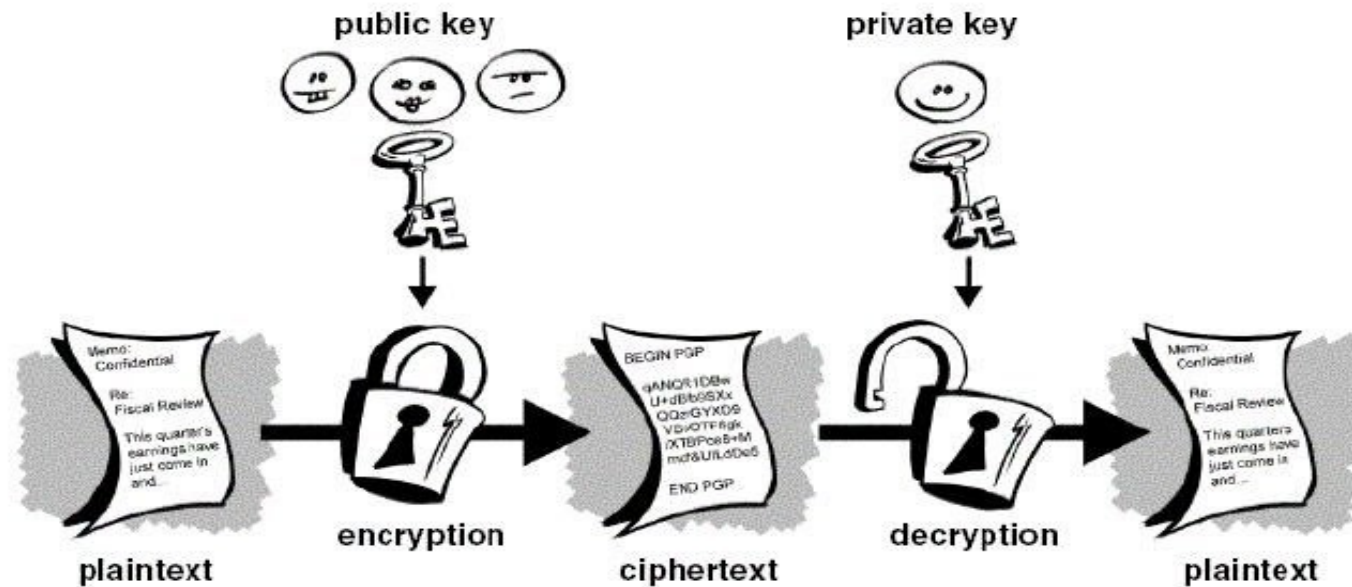 public key
private key
Memo:
Confidential
Re:
Fiscal Review
This quarter's
earnings have
just come in
and...
BEGIN PGP
END PGP
Memo:
Confidential
Re:
Fiscal Review
This quarters
earnings have
just come in
and...
encryption
decryption
plaintext
ciphertext
plaintext